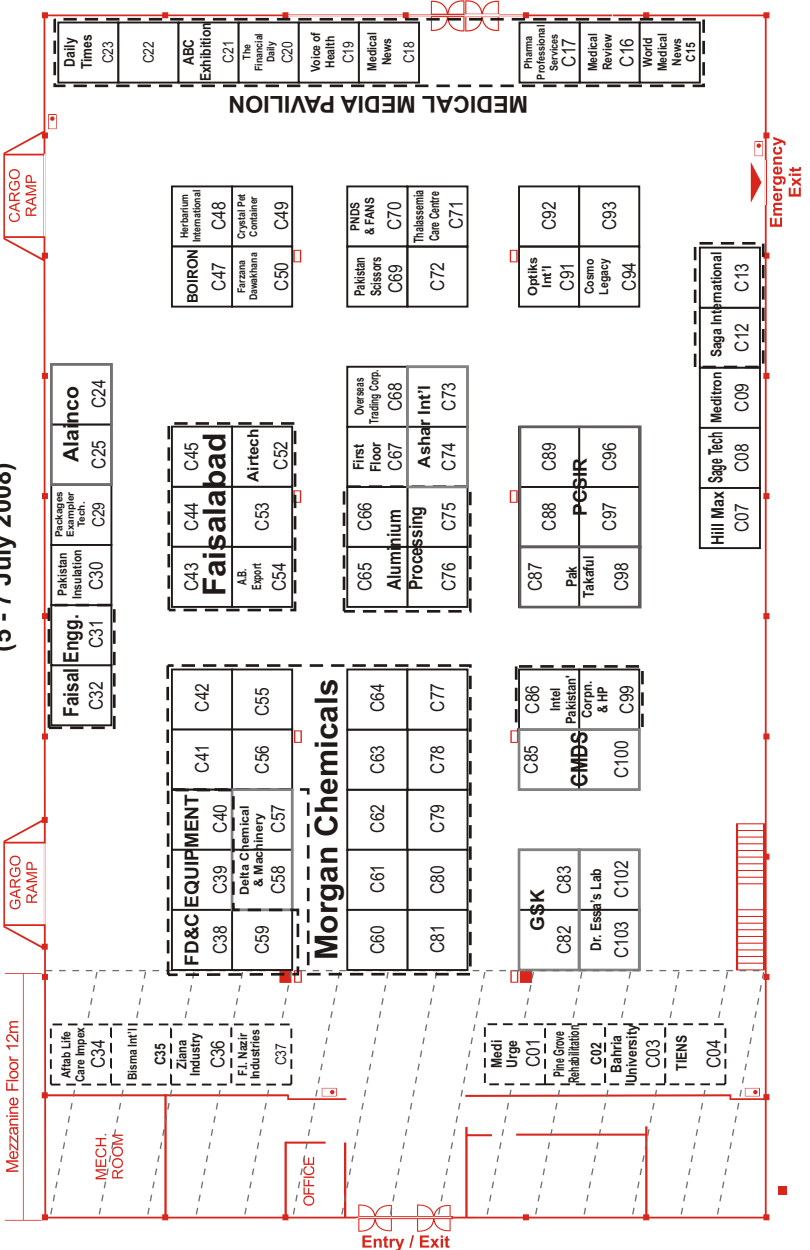 (5 - 7 July 2008)
Daily
Times
C23
C22
ABC
Exhibition
C21
The
Financial
Daily
C20
Voice of
Health
C19
Medical
News
C18
Pharma
Professional
Services
C17
Medical
Review
C16
World
Medical
News
C15
MEDICAL MEDIA PAVILION
CARGO
RAMP
Emergency
Exit
Herbarium
International
C48
Crystal Pet
Container
C49
BOIRON
C47
Farzana
Dawakhana
C50
PNDS
& FANS
C70
Thalassemia
Care Centre
C71
Pakistan
Scissors
C69
C72
C92
C93
Optiks
Int'l
C91
Cosmo
Legacy
C94
Saga International
C13
C12
Meditron
C09
Sage Tech
C08
Hill Max
C07
Alainco
C24
C25
Packages
Exampler
Tech.
C29
Pakistan
Insulation
C30
Faisal Engg.
C31
C32
Faisalabad
C45
C44
C43
Airtech
C52
C53
A.B.
Export
C54
Overseas
Trading Corp.
C68
First
Floor
C67
Ashar Int'l
C73
C74
Aluminium
Processing
C66
C65
C75
C76
PCSIR
C89
C88
C96
C97
C87
Pak
Takaful
C98
C42
C41
C55
C56
FD&C EQUIPMENT
C40
C39
C38
Delta Chemical
& Machinery
C57
C58
C59
Morgan Chemicals
C64
C63
C62
C61
C60
C77
C78
C79
C80
C81
C86
Intel
Pakistan'
Corpn.
& HP
C99
C85
CMDS
C100
GSK
C83
C82
Dr. Essa's Lab
C102
C103
GARGO
RAMP
Mezzanine Floor 12m
Aftab Life
Care Impex
C34
Bisma Int'l
C35
Ziana
Industry
C36
F.I. Nazir
Industries
C37
Medi
Urge
C01
Pine Grove
Rehabilitation
C02
Bahria
University
C03
TIENS
C04
MECH.
ROOM
OFFICE
Entry / Exit